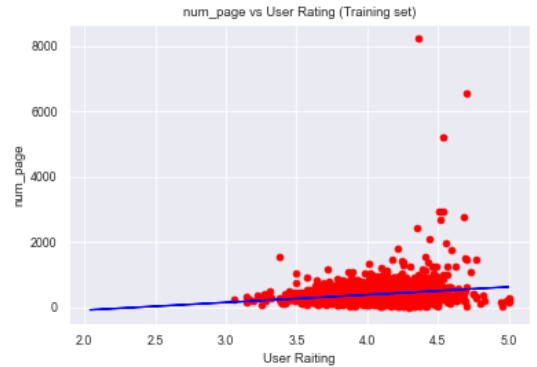 num_page vs User Rating (Training set)
8000
6000
4000
2000
0
num_page
2.0 2.5 3.0 3.5 4.0 4.5 5.0
User Raiting